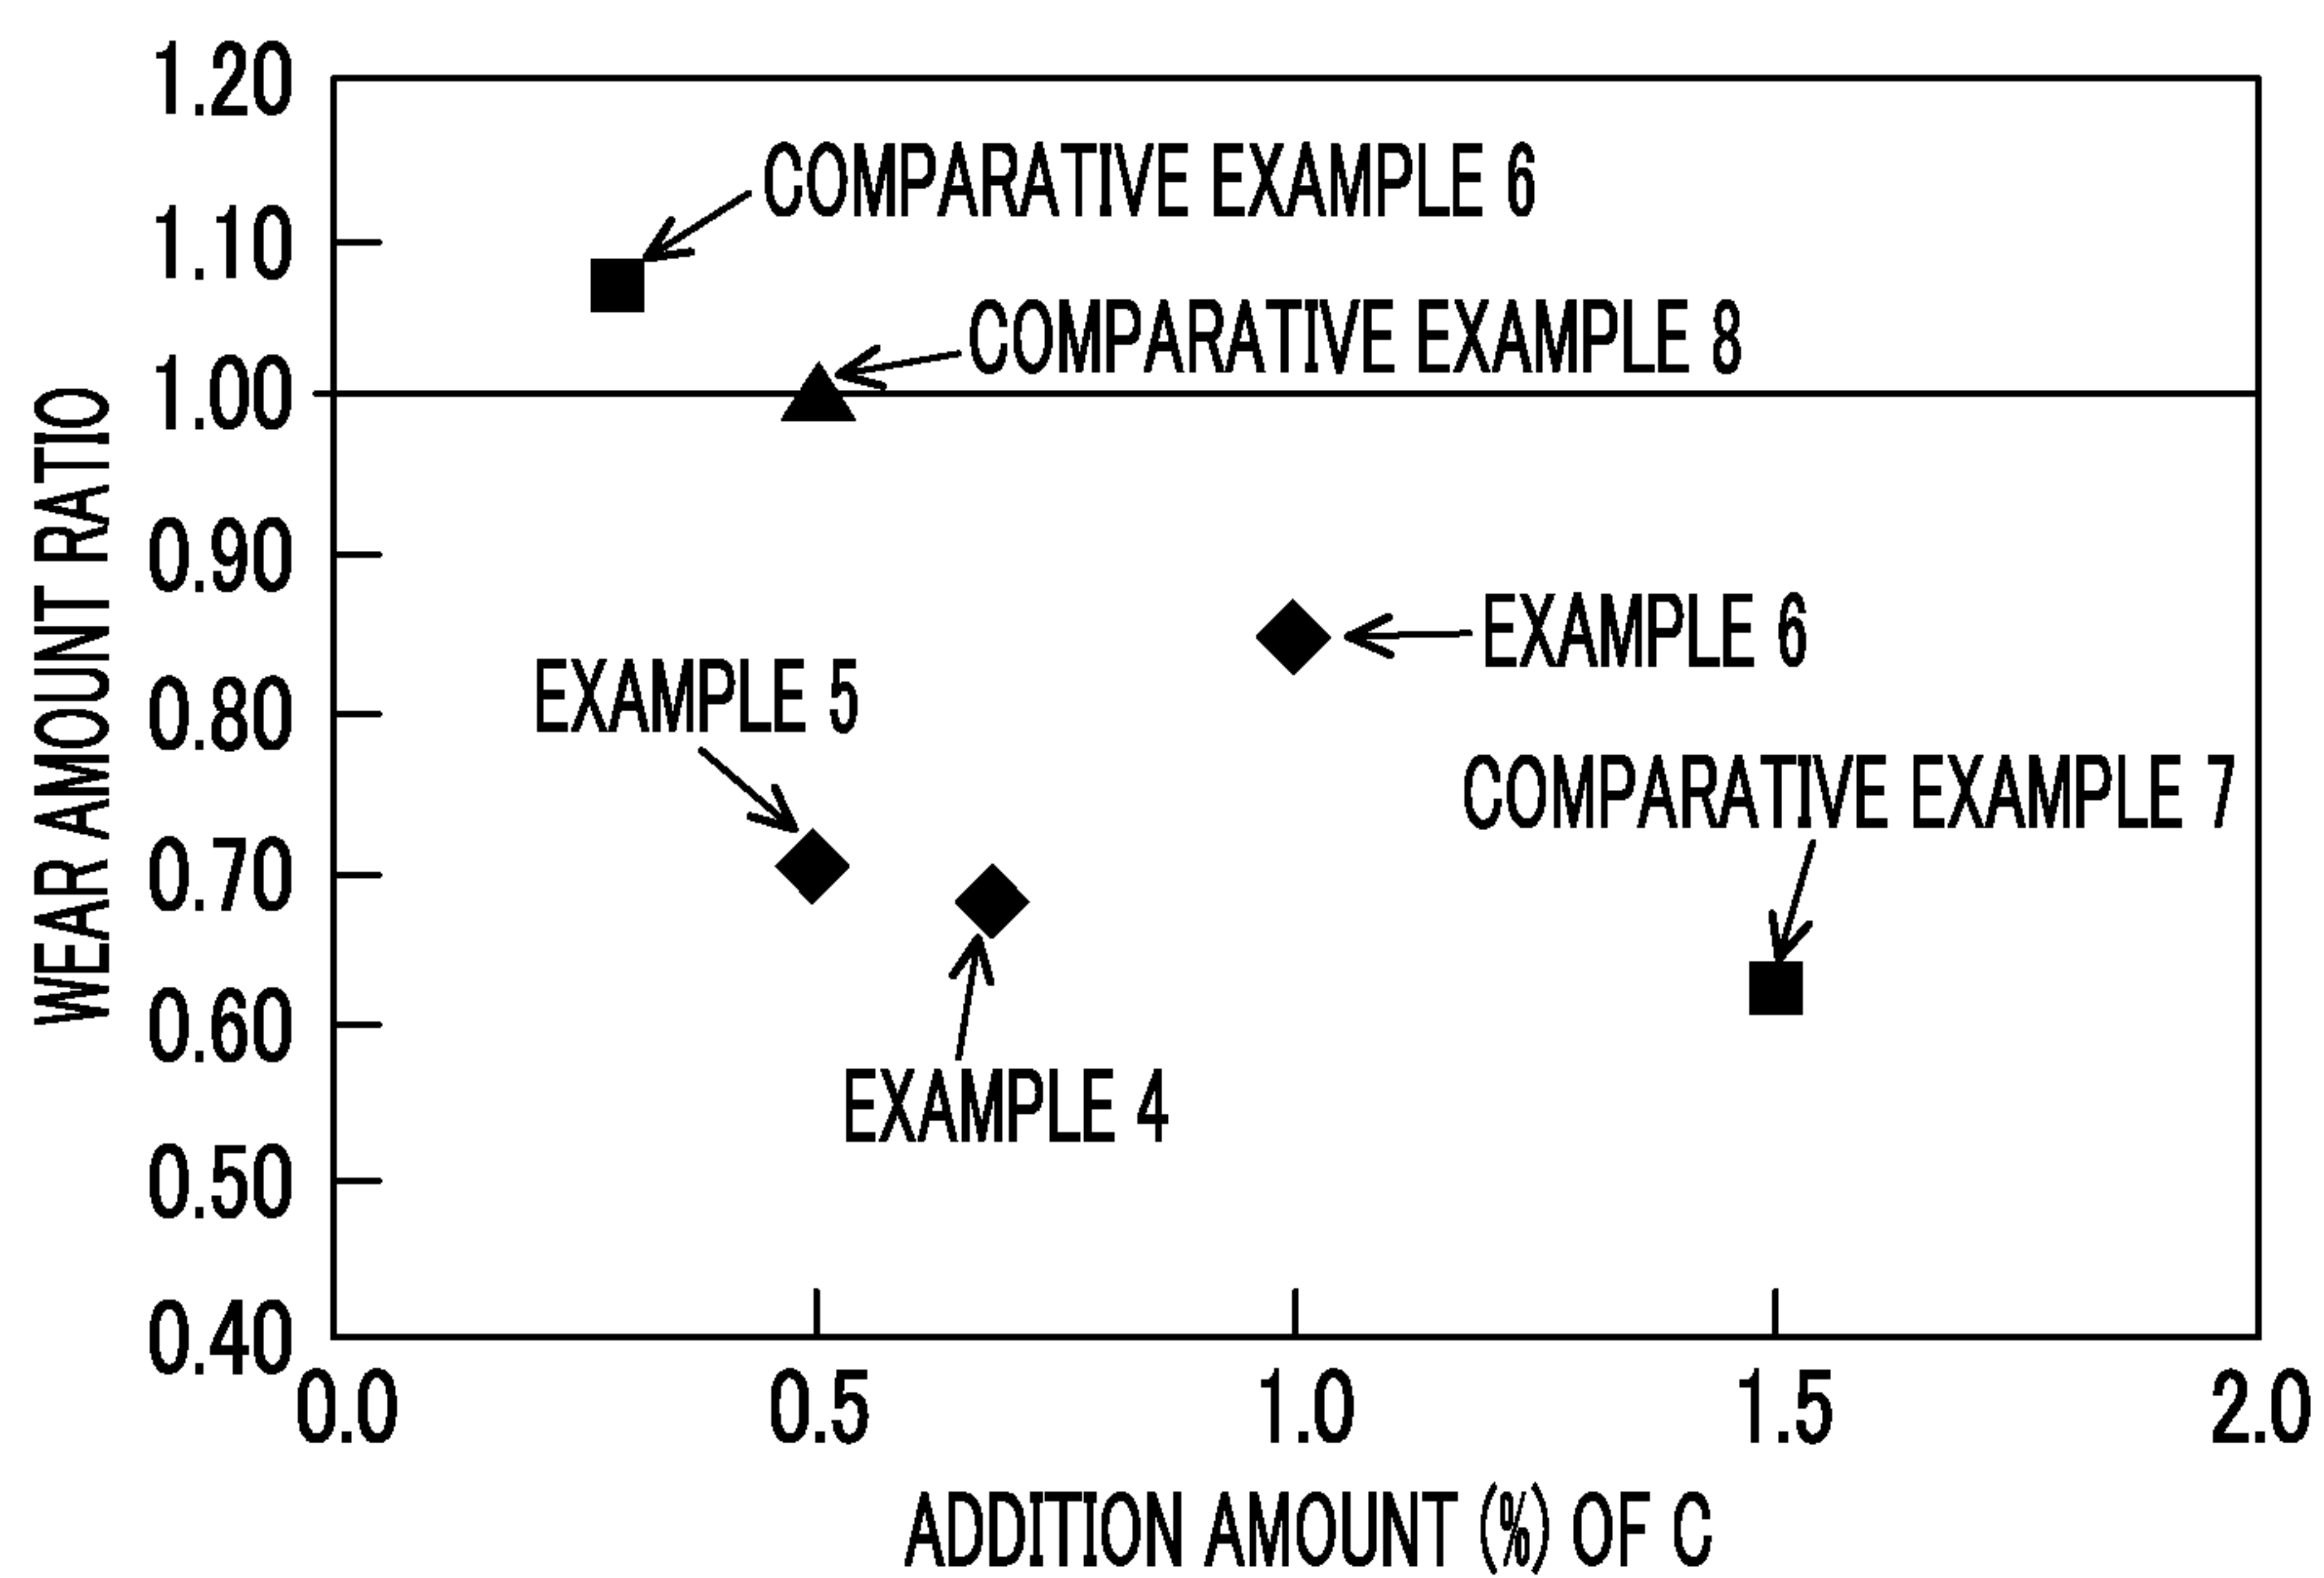 1.20
COMPARATIVE EXAMPLE 6
1.10
COMPARATIVE EXAMPLE 8
1.00
0.90
EXAMPLE 6
EXAMPLE 5
0.80
COMPARATIVE EXAMPLE 7
0.70
0.60
EXAMPLE 4
0.50
0.40
WEAR AMOUNT RATIO
0.0 0.5 1.0 1.5 2.0
ADDITION AMOUNT (%) OF C